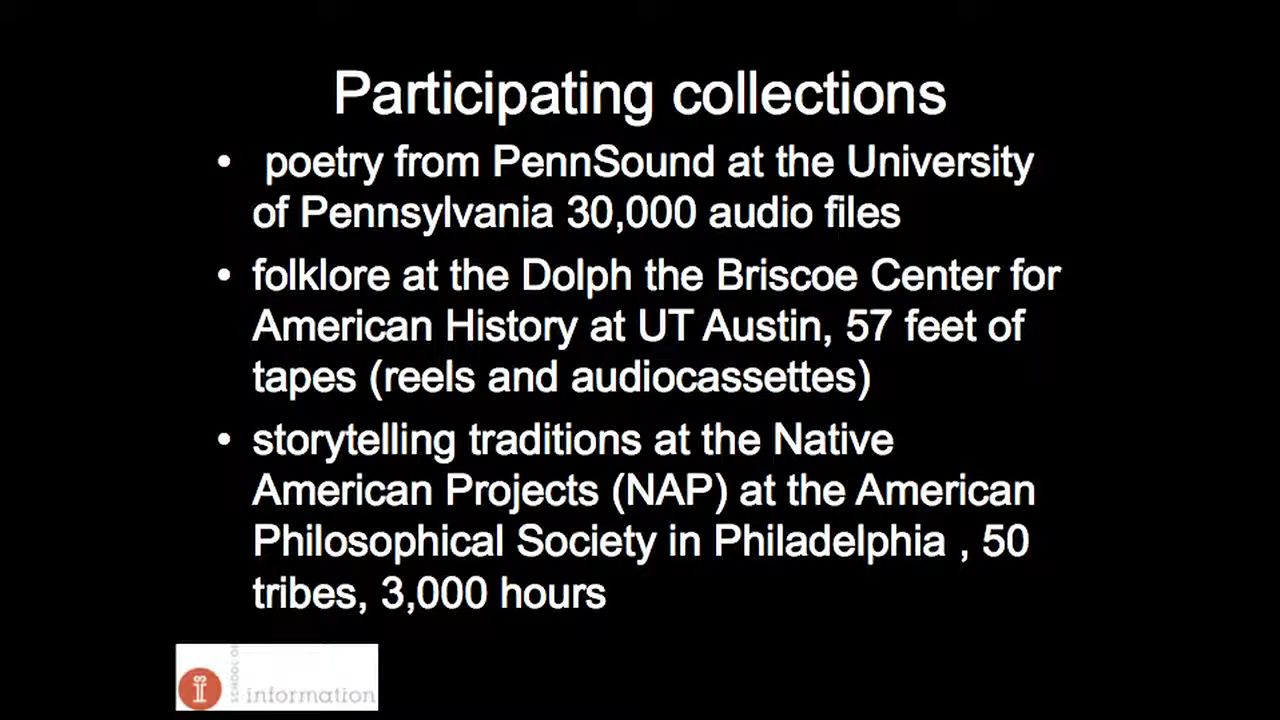 Participating collections
• poetry from PennSound at the University
of Pennsylvania 30,000 audio files
• folklore at the Dolph the Briscoe Center for
American History at UT Austin, 57 feet of
tapes (reels and audiocassettes)
• storytelling traditions at the Native
American Projects (NAP) at the American
Philosophical Society in Philadelphia , 50
tribes, 3,000 hours
SCHOOL OF
information